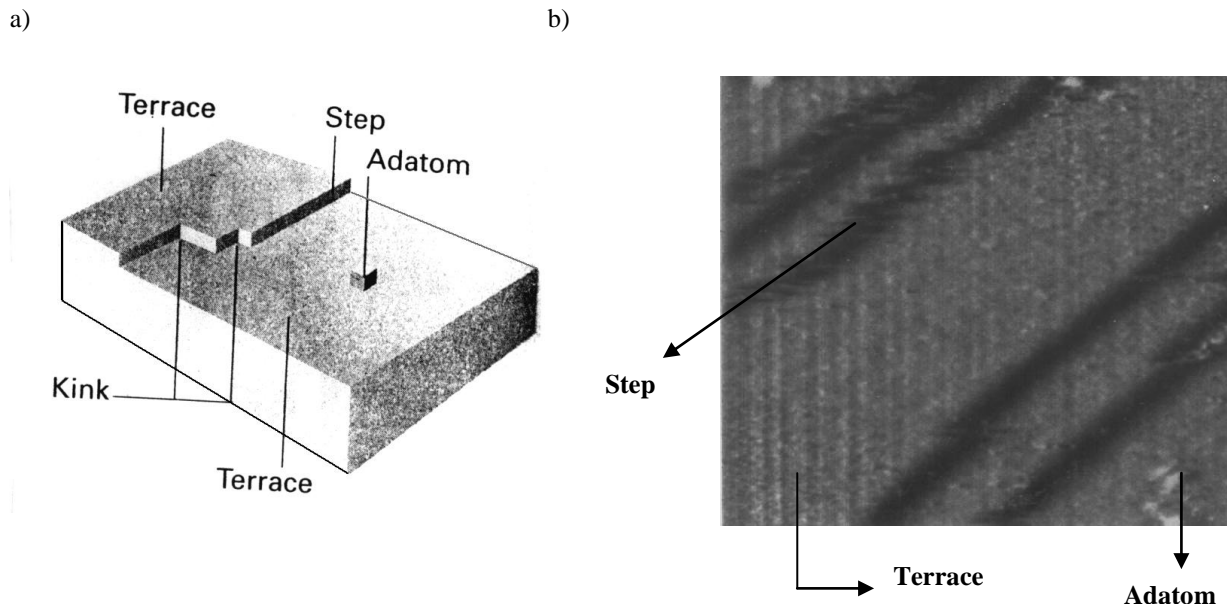 a)
b)
Terrace
Step
Adatom
Kink
Terrace
Step
Terrace
Adatom